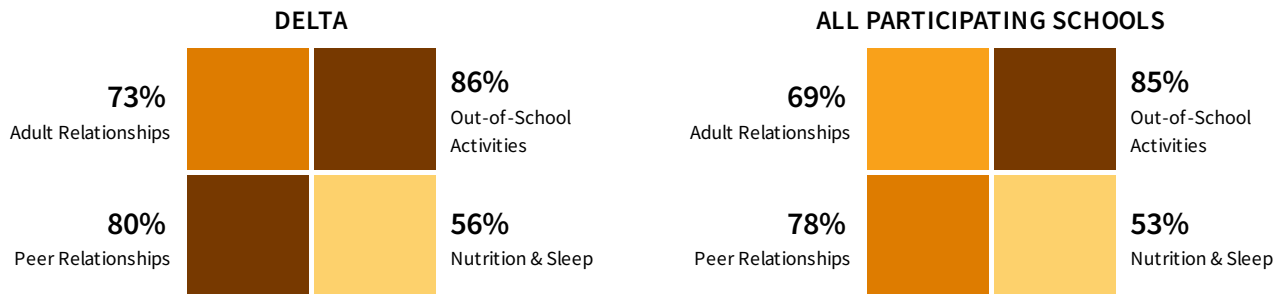 DELTA
73%
Adult Relationships
86%
Out-of-School
Activities
80%
Peer Relationships
56%
Nutrition & Sleep
ALL PARTICIPATING SCHOOLS
69%
Adult Relationships
85%
Out-of-School
Activities
78%
Peer Relationships
53%
Nutrition & Sleep